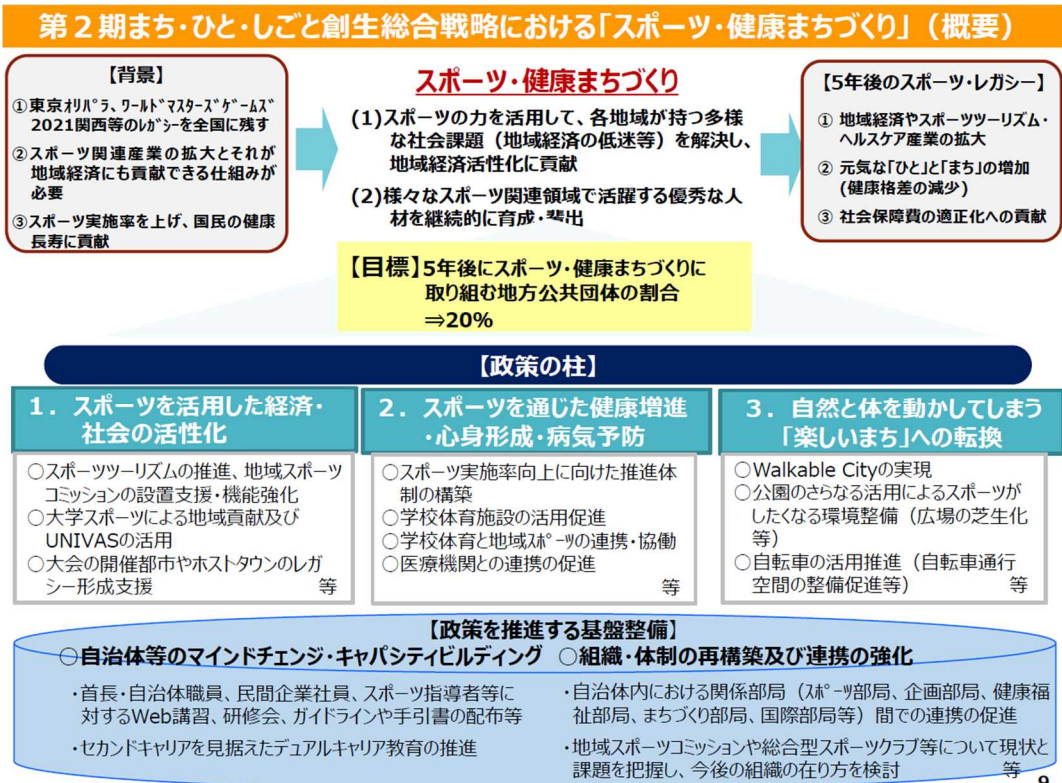 第２期まち・ひと・しごと創生総合戦略における「スポーツ・健康まちづくり」（概要）
【背景】
①東京ｵﾘﾊﾟﾗ、ﾜｰﾙﾄﾞﾏｽﾀｰｽﾞｹﾞｰﾑｽﾞ
2021関西等のﾚｶﾞｼｰを全国に残す
②スポーツ関連産業の拡大とそれが
地域経済にも貢献できる仕組みが
必要
③スポーツ実施率を上げ、国民の健康
長寿に貢献
スポーツ・健康まちづくり
(1)スポーツの力を活用して、各地域が持つ多様
な社会課題（地域経済の低迷等）を解決し、
地域経済活性化に貢献
(2)様々なスポーツ関連領域で活躍する優秀な人
材を継続的に育成・輩出
【5年後のスポーツ・レガシー】
① 地域経済やスポーツツーリズム・
ヘルスケア産業の拡大
② 元気な「ひと」と「まち」の増加
(健康格差の減少)
③ 社会保障費の適正化への貢献
【目標】5年後にスポーツ・健康まちづくりに
取り組む地方公共団体の割合
⇒20%
【政策の柱】
１．スポーツを活用した経済・
社会の活性化
○スポーツツーリズムの推進、地域スポーツ
コミッションの設置支援・機能強化
○大学スポーツによる地域貢献及び
UNIVASの活用
○大会の開催都市やホストタウンのレガ
シー形成支援 等
２．スポーツを通じた健康増進
・心身形成・病気予防
○スポーツ実施率向上に向けた推進体
制の構築
○学校体育施設の活用促進
○学校体育と地域ｽﾎﾟｰﾂの連携・協働
○医療機関との連携の促進
等
３．自然と体を動かしてしまう
「楽しいまち」への転換
○Walkable Cityの実現
○公園のさらなる活用によるスポーツが
したくなる環境整備（広場の芝生化
等）
○自転車の活用推進（自転車通行
空間の整備促進等） 等
【政策を推進する基盤整備】
○自治体等のマインドチェンジ・キャパシティビルディング
・首長・自治体職員、民間企業社員、スポーツ指導者等に
対するWeb講習、研修会、ガイドラインや手引書の配布等
・セカンドキャリアを見据えたデュアルキャリア教育の推進
○組織・体制の再構築及び連携の強化
・自治体内における関係部局（ｽﾎﾟｰﾂ部局、企画部局、健康福
祉部局、まちづくり部局、国際部局等）間での連携の促進
・地域スポーツコミッションや総合型スポーツクラブ等について現状と
課題を把握し、今後の組織の在り方を検討 等